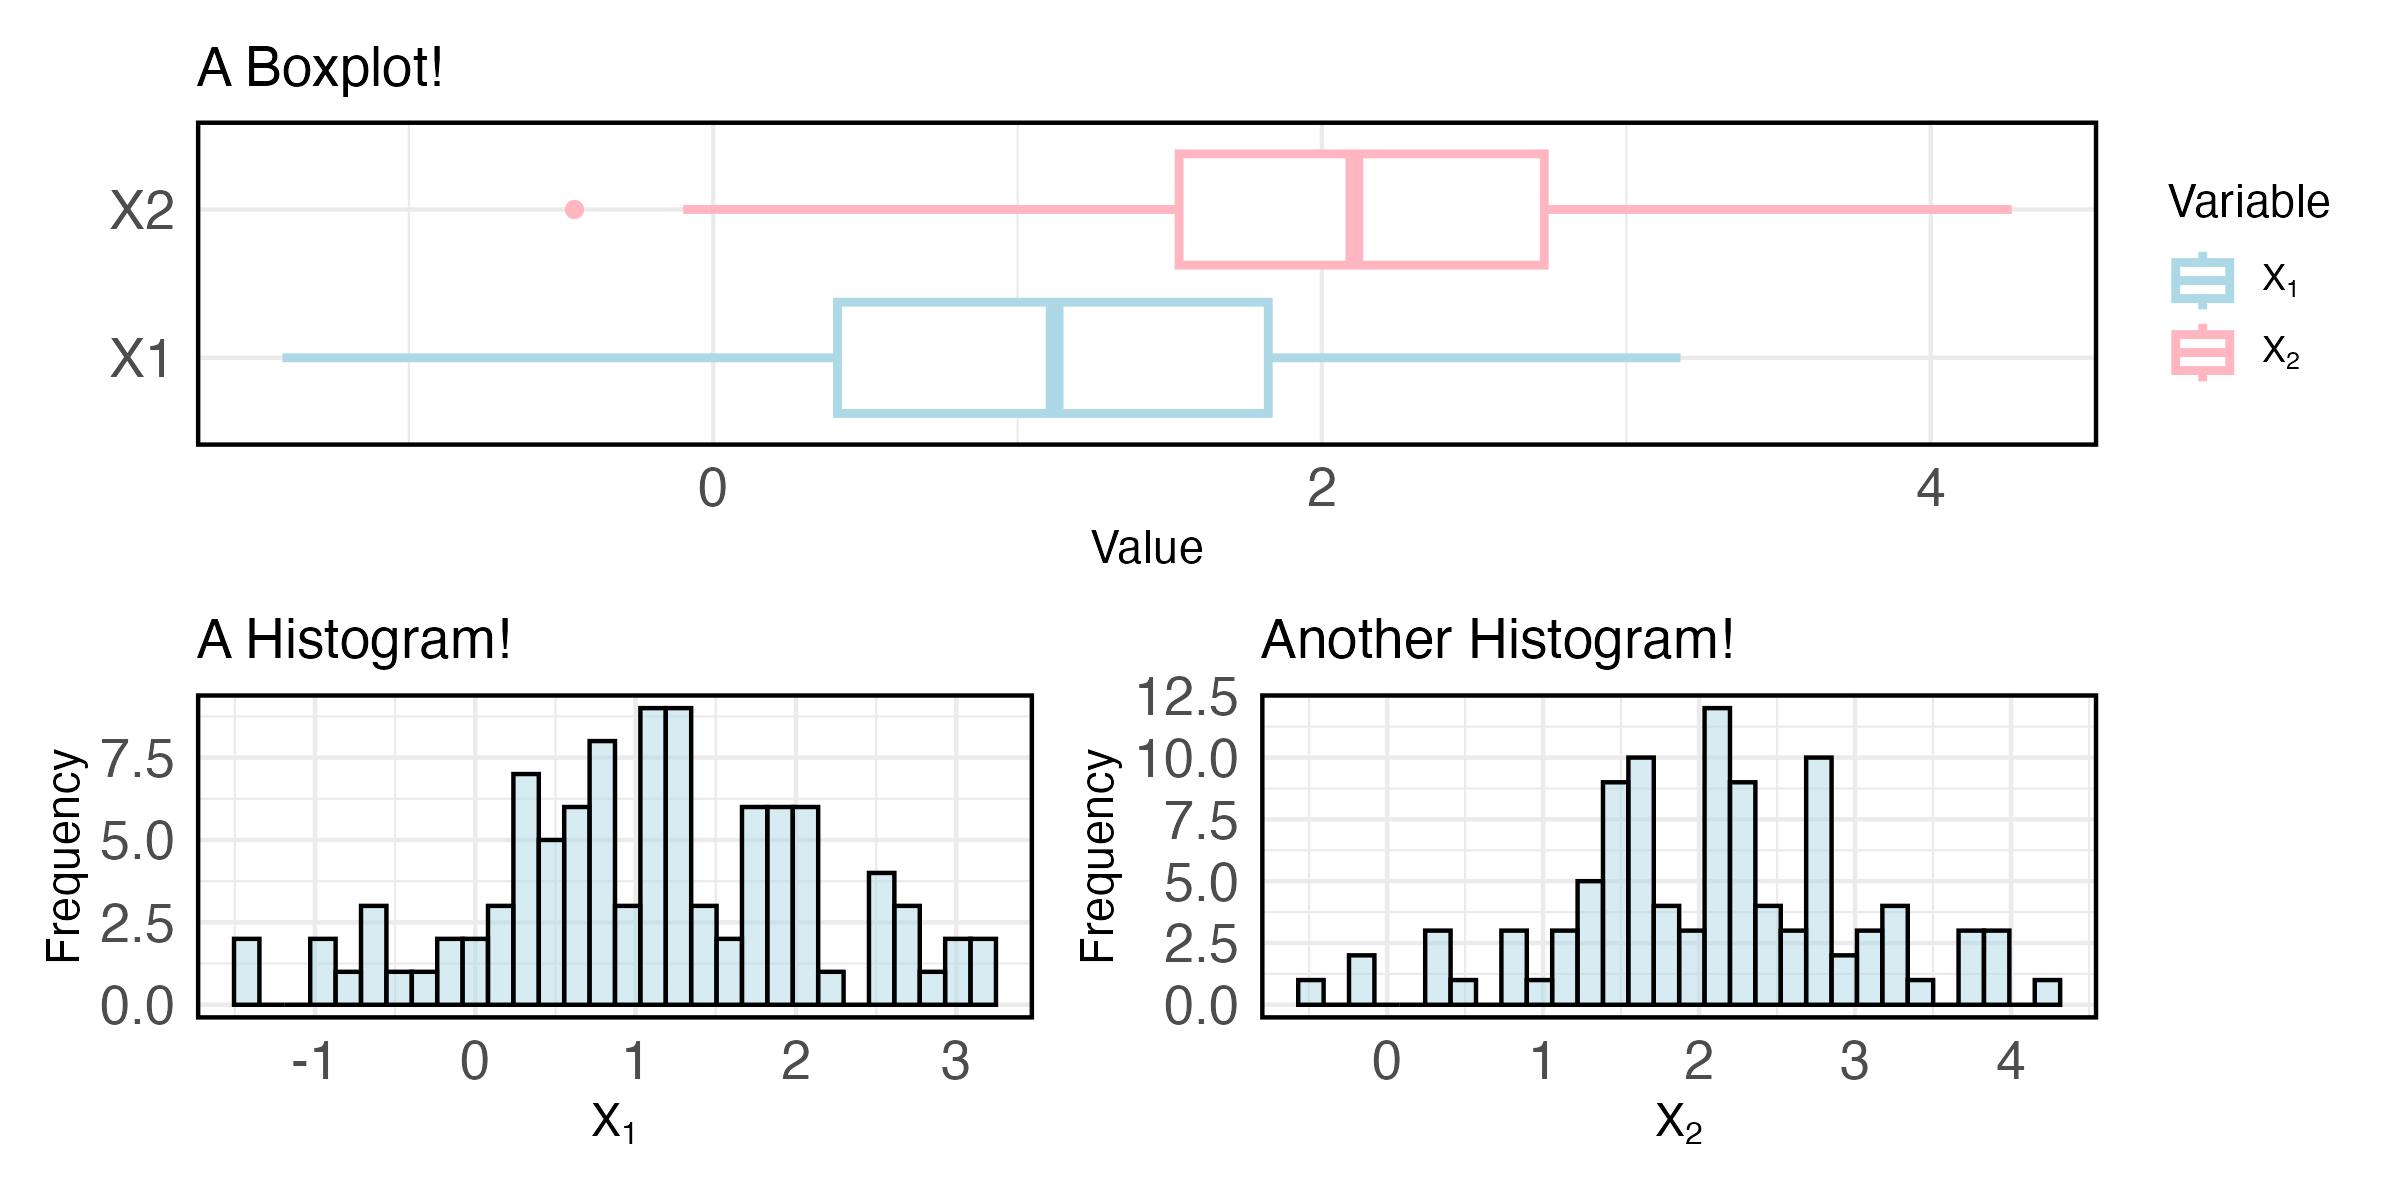 A Boxplot!
X2
X1
0 2 4
Value
Variable
X₁
X₂
A Histogram!
Frequency
7.5
5.0
2.5
0.0
-1 0 1 2 3
X₁
Another Histogram!
Frequency
12.5
10.0
7.5
5.0
2.5
0.0
0 1 2 3 4
X₂